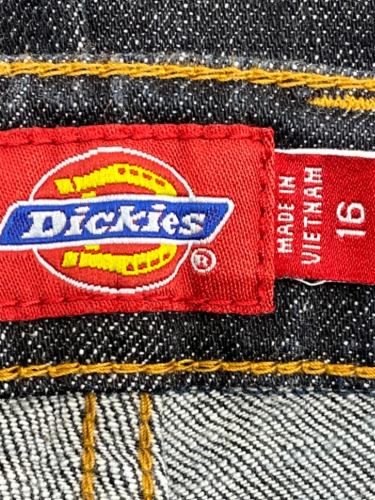 Dickies
®
MADE IN
VIETNAM
16